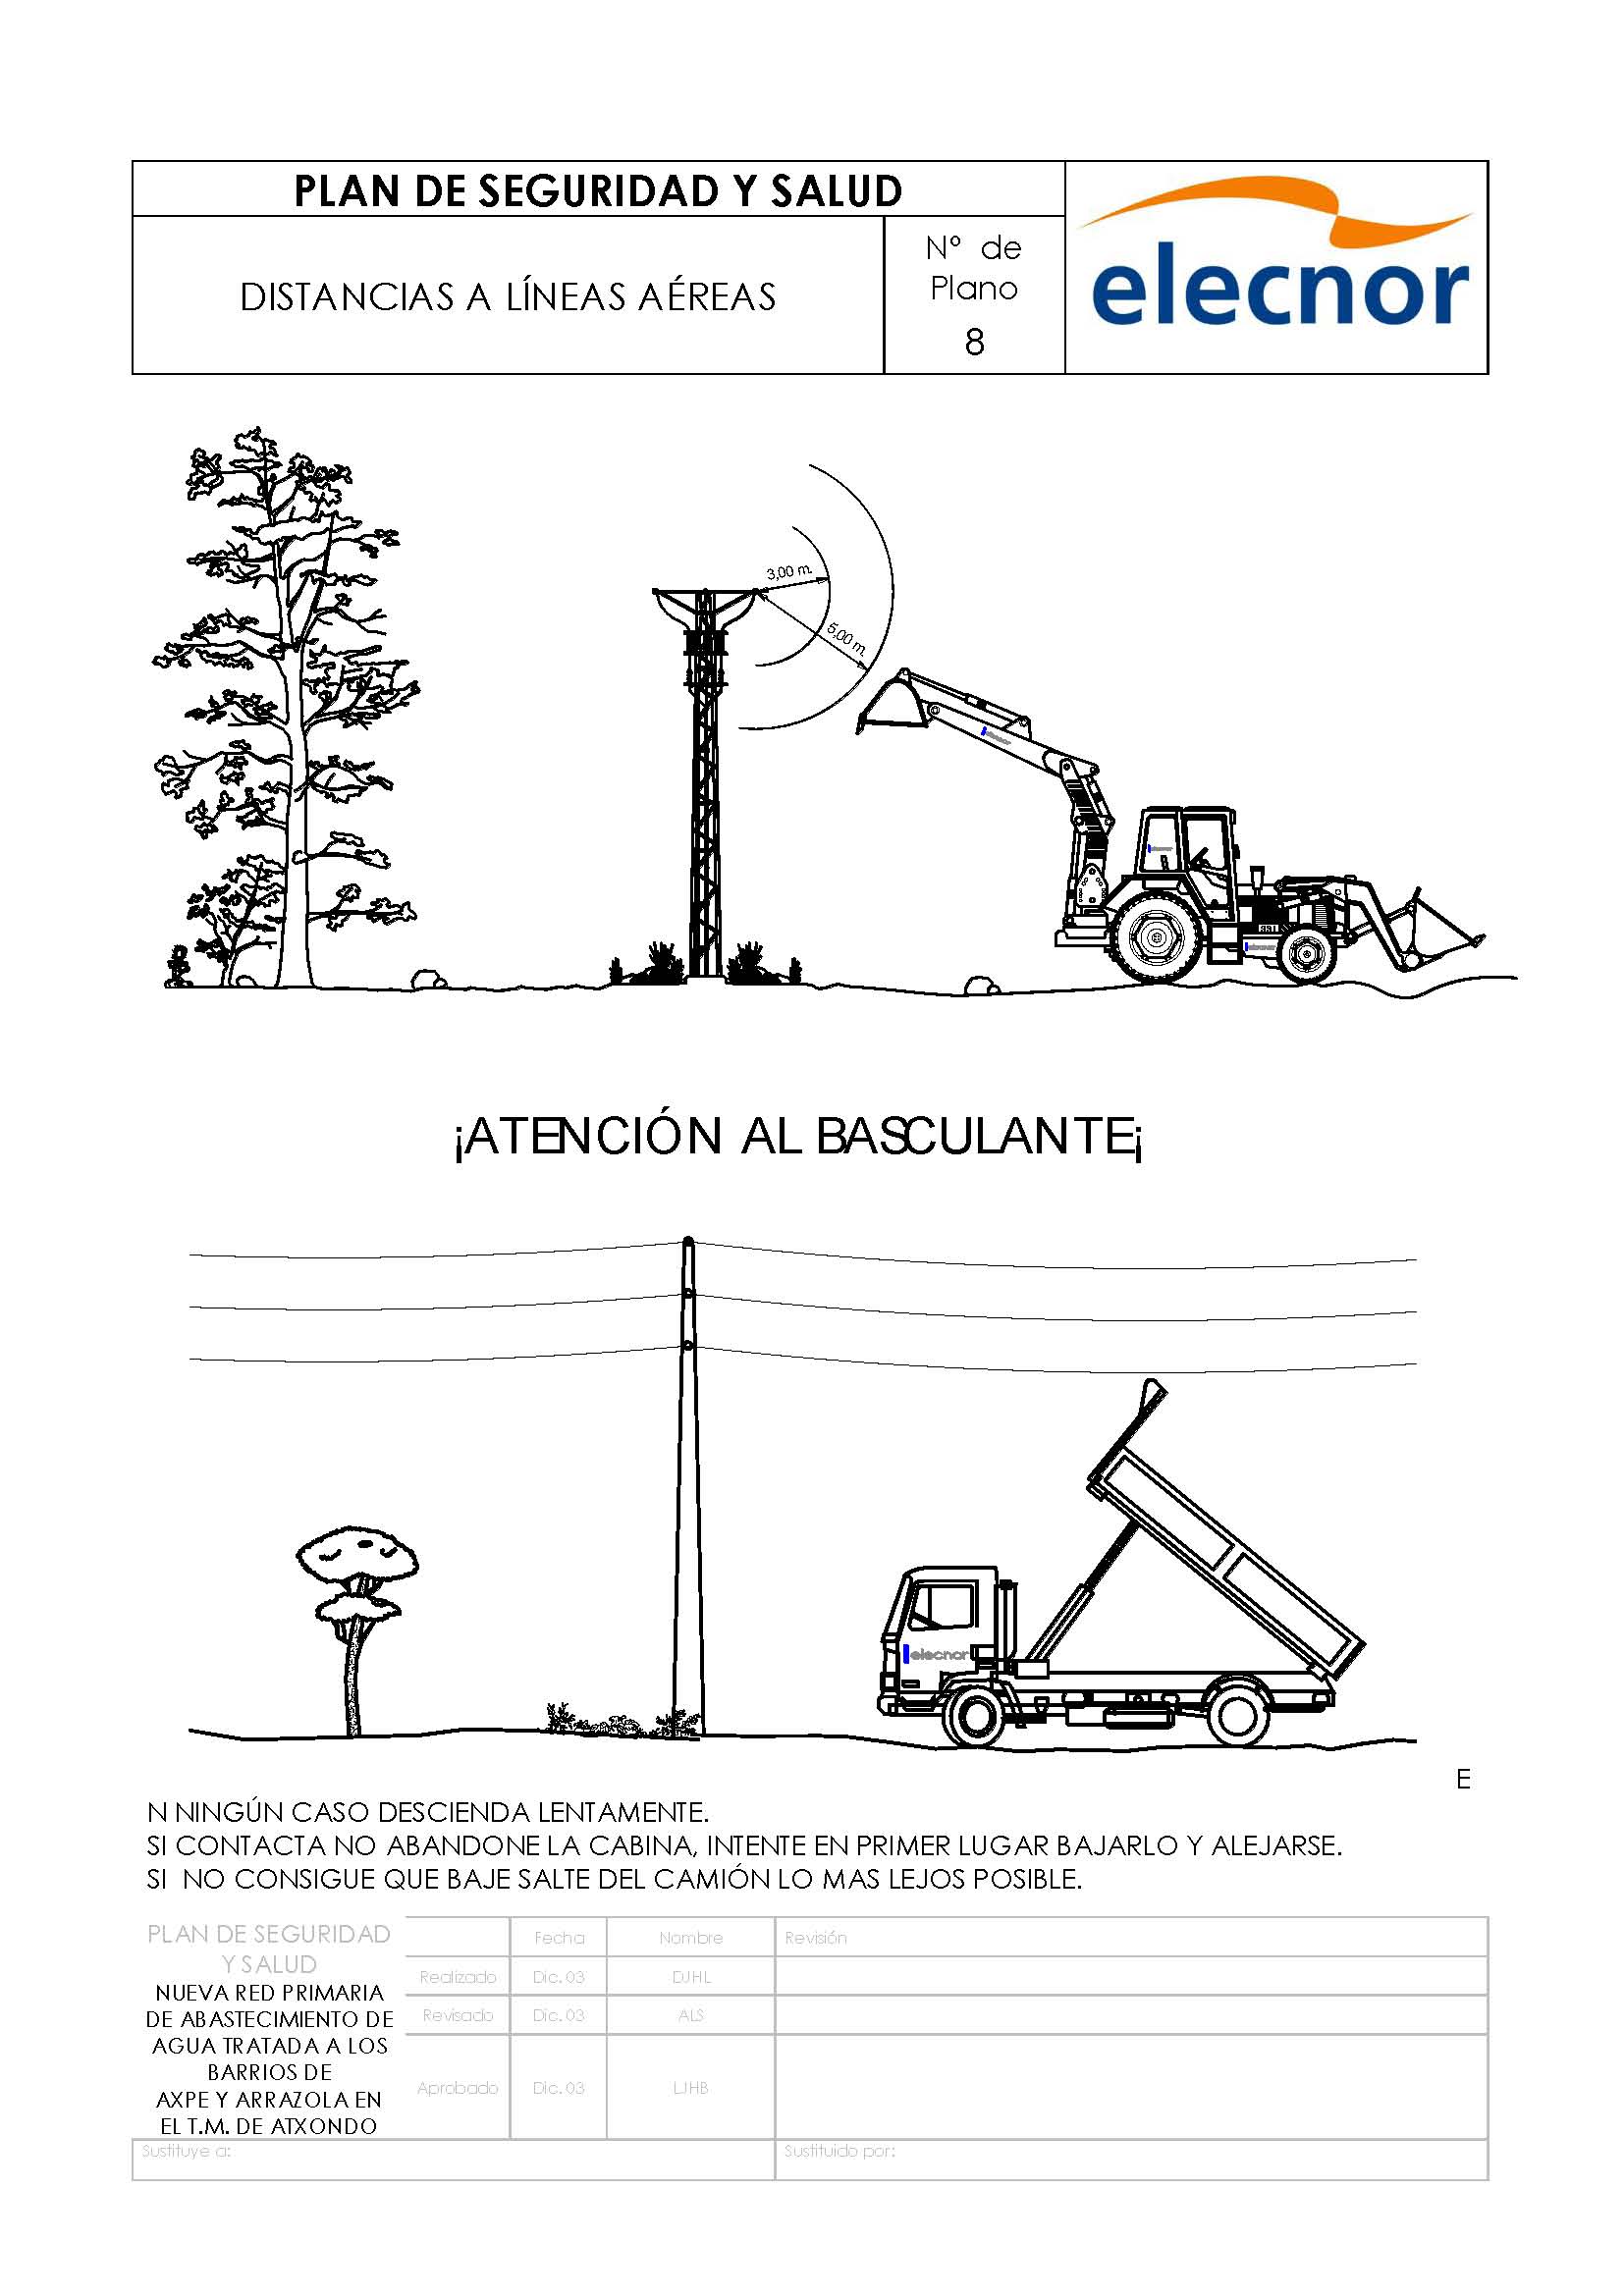 PLAN DE SEGURIDAD Y SALUD
DISTANCIAS A LÍNEAS AÉREAS
Nº de
Plano
8
elecnor
3,00 m.
5,00 m.
elecnor
elecnor
elecnor
¡ATENCIÓN AL BASCULANTE¡
elecnor
E
N NINGÚN CASO DESCIENDA LENTAMENTE.
SI CONTACTA NO ABANDONE LA CABINA, INTENTE EN PRIMER LUGAR BAJARLO Y ALEJARSE.
SI NO CONSIGUE QUE BAJE SALTE DEL CAMIÓN LO MAS LEJOS POSIBLE.
PLAN DE SEGURIDAD
Y SALUD
NUEVA RED PRIMARIA
DE ABASTECIMIENTO DE
AGUA TRATADA A LOS
BARRIOS DE
AXPE Y ARRAZOLA EN
EL T.M. DE ATXONDO
Fecha Nombre Revisión
Realizado Dic. 03 DJHL
Revisado Dic. 03 ALS
Aprobado Dic. 03 LJHB
Sustituye a: Sustituido por: